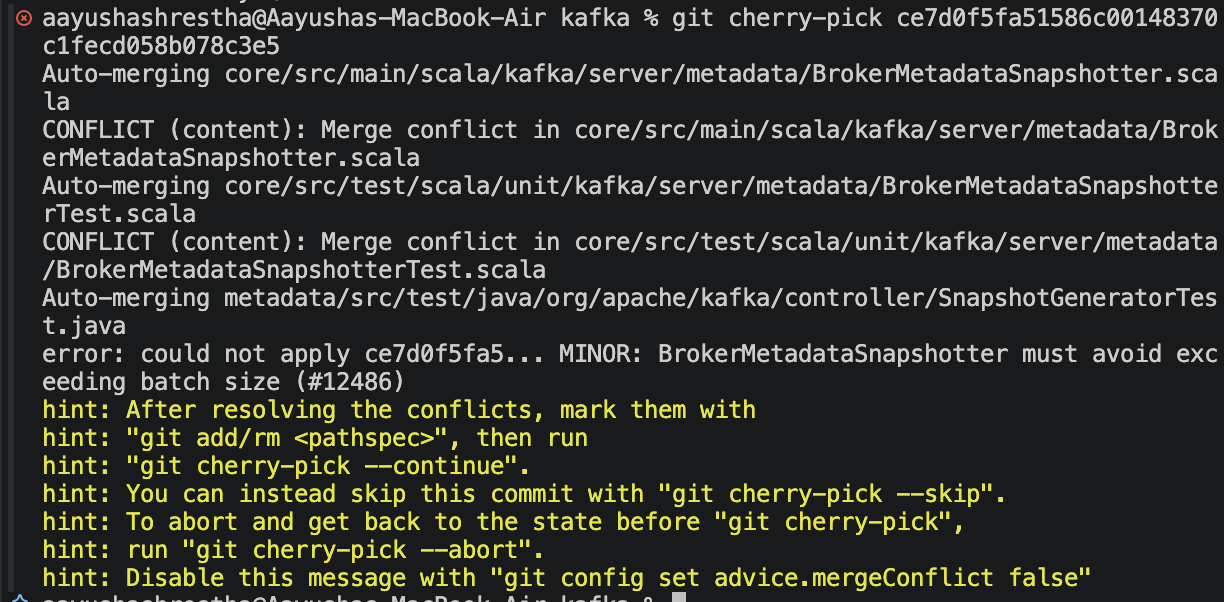 aayushashrestha@Aayushas-MacBook-Air kafka % git cherry-pick ce7d0f5fa51586c00148370
c1fecd058b078c3e5
Auto-merging core/src/main/scala/kafka/server/metadata/BrokerMetadataSnapshotter.sca
la
CONFLICT (content): Merge conflict in core/src/main/scala/kafka/server/metadata/Brok
erMetadataSnapshotter.scala
Auto-merging core/src/test/scala/unit/kafka/server/metadata/BrokerMetadataSnapshotte
rTest.scala
CONFLICT (content): Merge conflict in core/src/test/scala/unit/kafka/server/metadata
/BrokerMetadataSnapshotterTest.scala
Auto-merging metadata/src/test/java/org/apache/kafka/controller/SnapshotGeneratorTes
t.java
error: could not apply ce7d0f5fa5... MINOR: BrokerMetadataSnapshotter must avoid exc
eeding batch size (#12486)
hint: After resolving the conflicts, mark them with
hint: "git add/rm <pathspec>", then run
hint: "git cherry-pick --continue".
hint: You can instead skip this commit with "git cherry-pick --skip".
hint: To abort and get back to the state before "git cherry-pick",
hint: run "git cherry-pick --abort".
hint: Disable this message with "git config set advice.mergeConflict false"
aayushashrestha@Aayushas-MacBook-Air kafka %